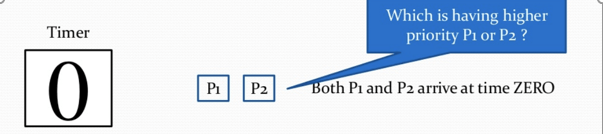 Which is having higher
priority P1 or P2 ?
Timer
0
P1 P2 Both P1 and P2 arrive at time ZERO